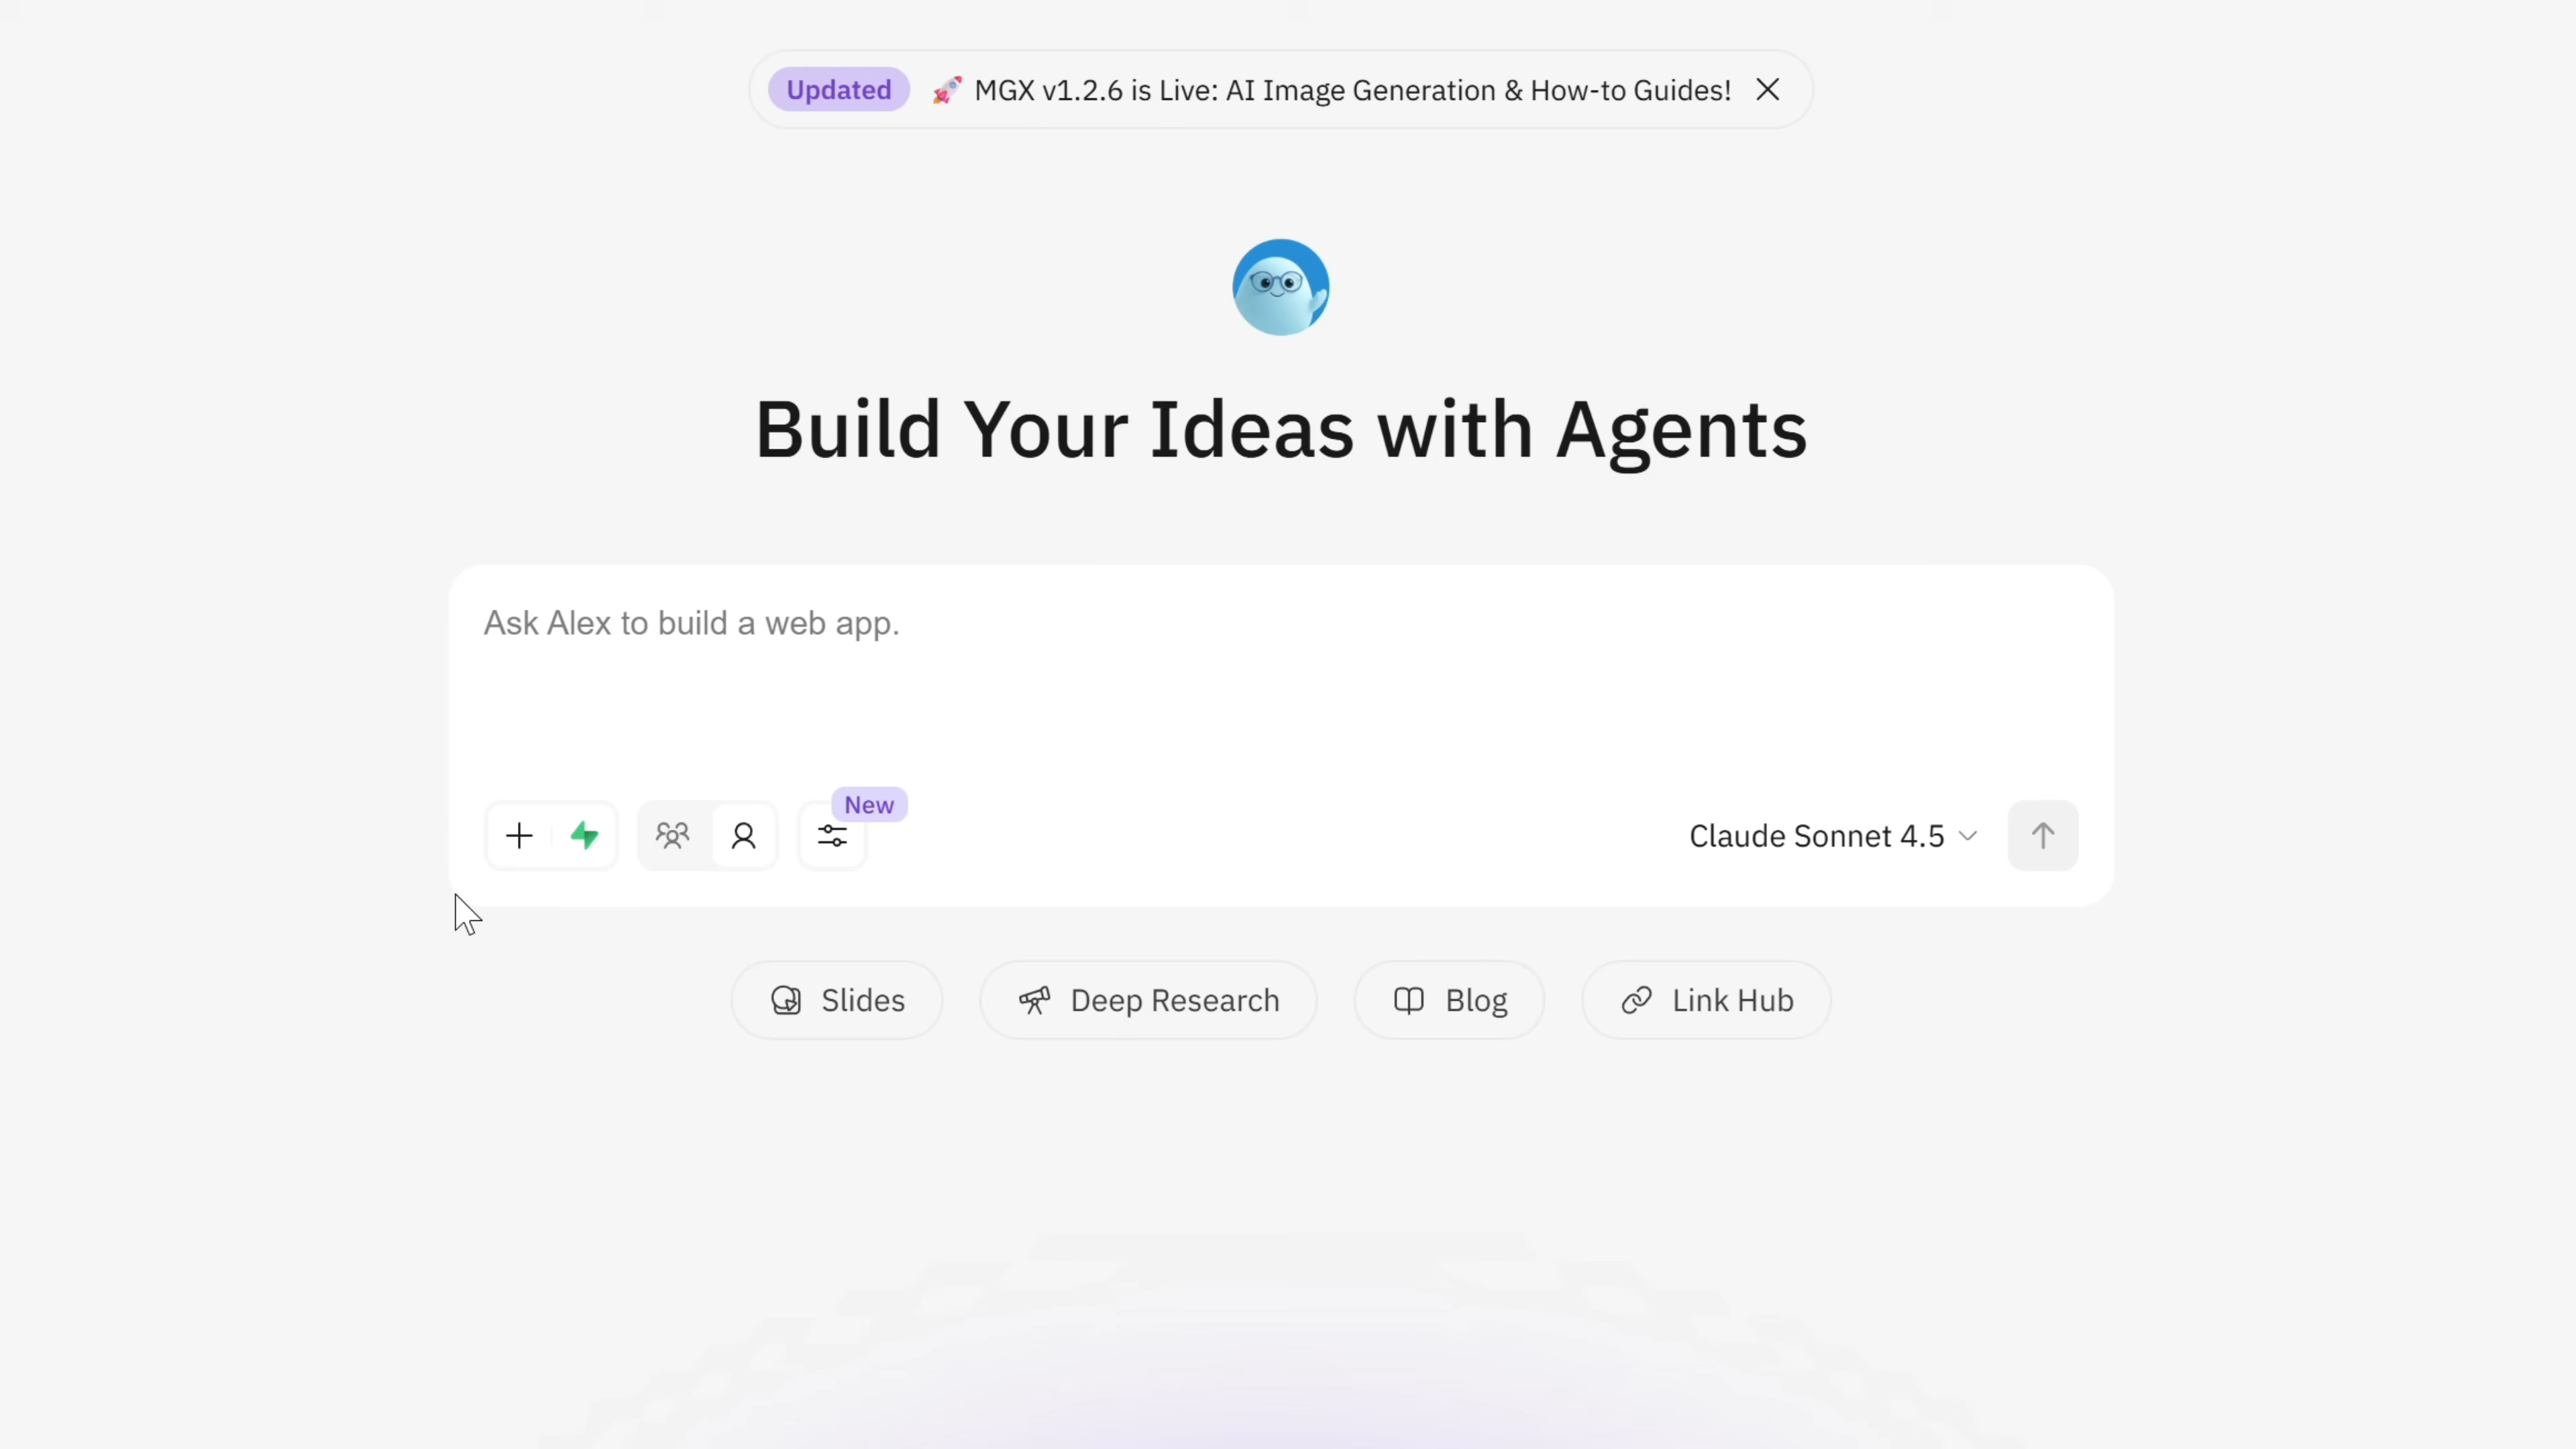 Updated 🚀 MGX v1.2.6 is Live: AI Image Generation & How-to Guides!
Build Your Ideas with Agents
Ask Alex to build a web app.
New
Claude Sonnet 4.5
Slides
Deep Research
Blog
Link Hub